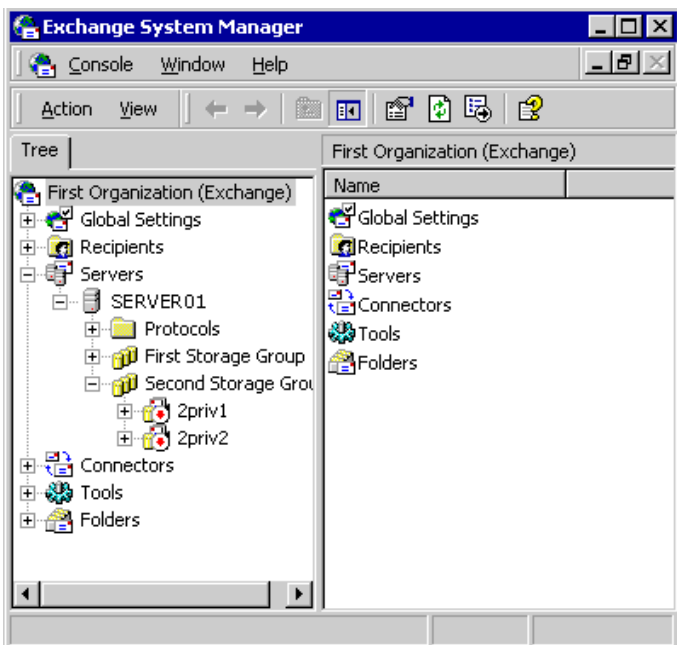 Exchange System Manager
Console Window Help
Action View
Tree
First Organization (Exchange)
First Organization (Exchange)
Global Settings
Recipients
Servers
SERVER01
Protocols
First Storage Group
Second Storage Grou
2priv1
2priv2
Connectors
Tools
Folders
Name
Global Settings
Recipients
Servers
Connectors
Tools
Folders